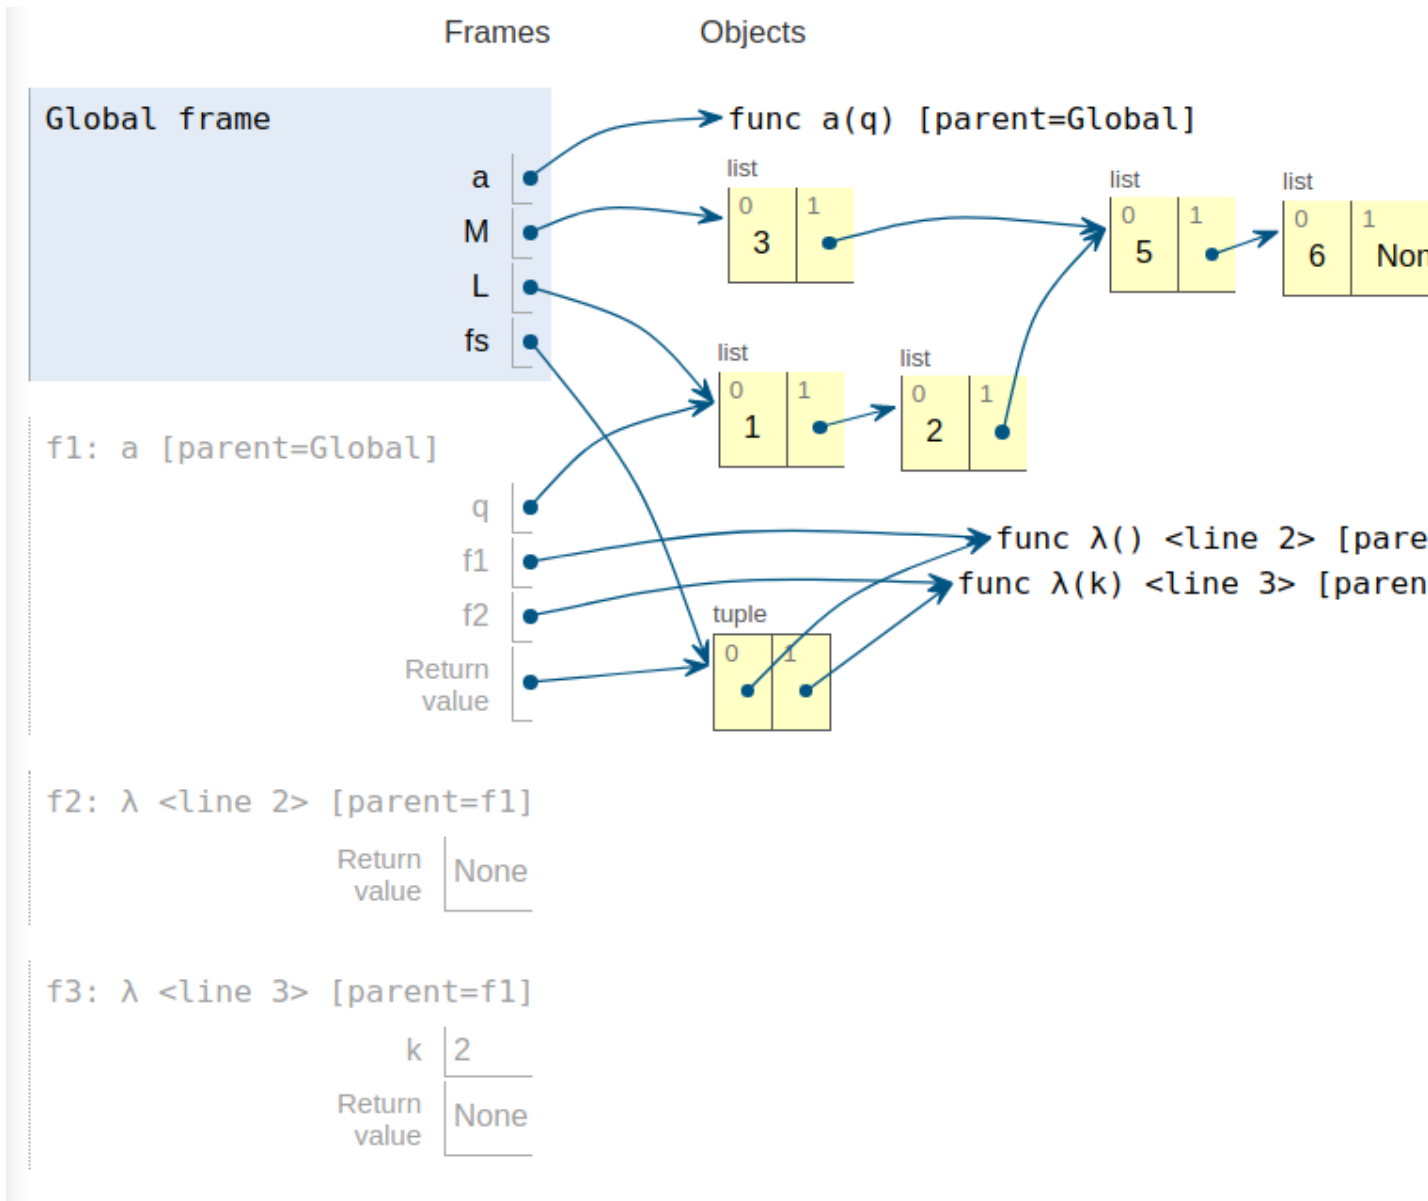 Frames Objects
Global frame
func a(q) [parent=Global]
a
M
L
fs
list
0 1
3
list
0 1
5
list
0 1
6 Non
list
0 1
1
list
0 1
2
f1: a [parent=Global]
q
f1
f2
Return
value
func λ() <line 2> [pare
func λ(k) <line 3> [paren
tuple
0 1
f2: λ <line 2> [parent=f1]
Return
value
None
f3: λ <line 3> [parent=f1]
k 2
Return
value
None